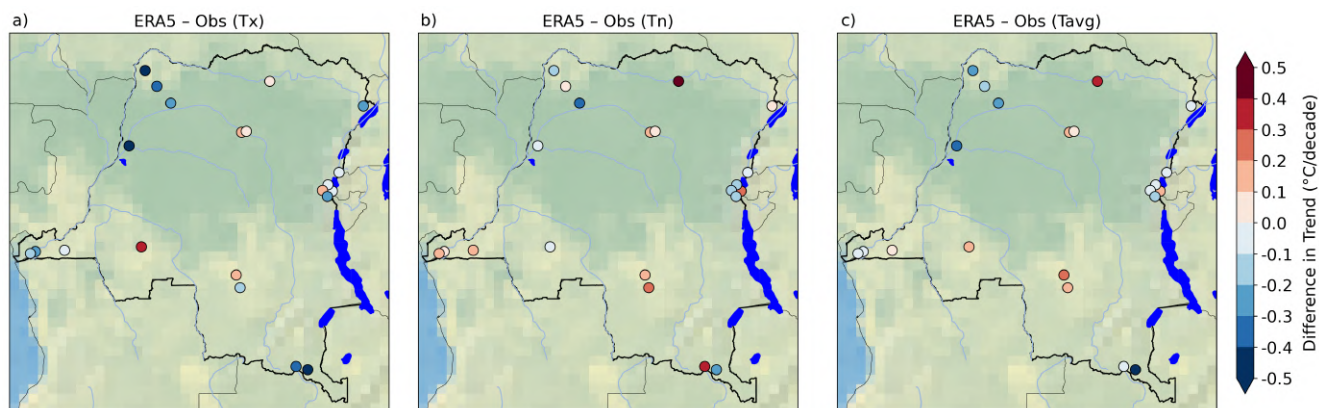 a) ERA5 – Obs (Tx)
b) ERA5 – Obs (Tn)
c) ERA5 – Obs (Tavg)
0.5
0.4
0.3
0.2
0.1
0.0
-0.1
-0.2
-0.3
-0.4
-0.5
Difference in Trend (°C/decade)